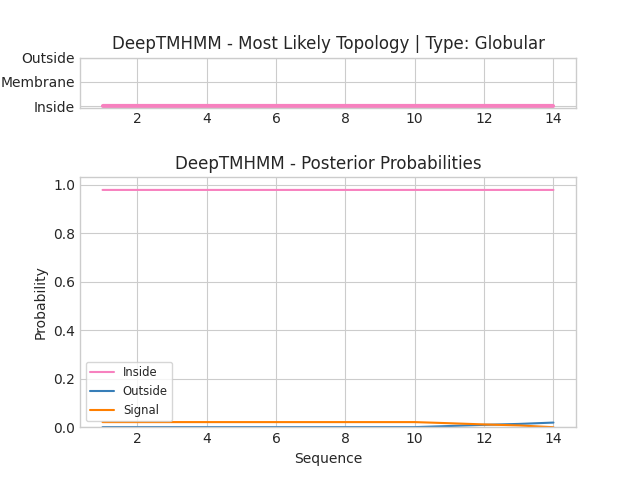 DeepTMHMM - Most Likely Topology | Type: Globular
Outside
Membrane
Inside
2 4 6 8 10 12 14
DeepTMHMM - Posterior Probabilities
1.0
0.8
0.6
0.4
0.2
0.0
Probability
Inside
Outside
Signal
2 4 6 8 10 12 14
Sequence